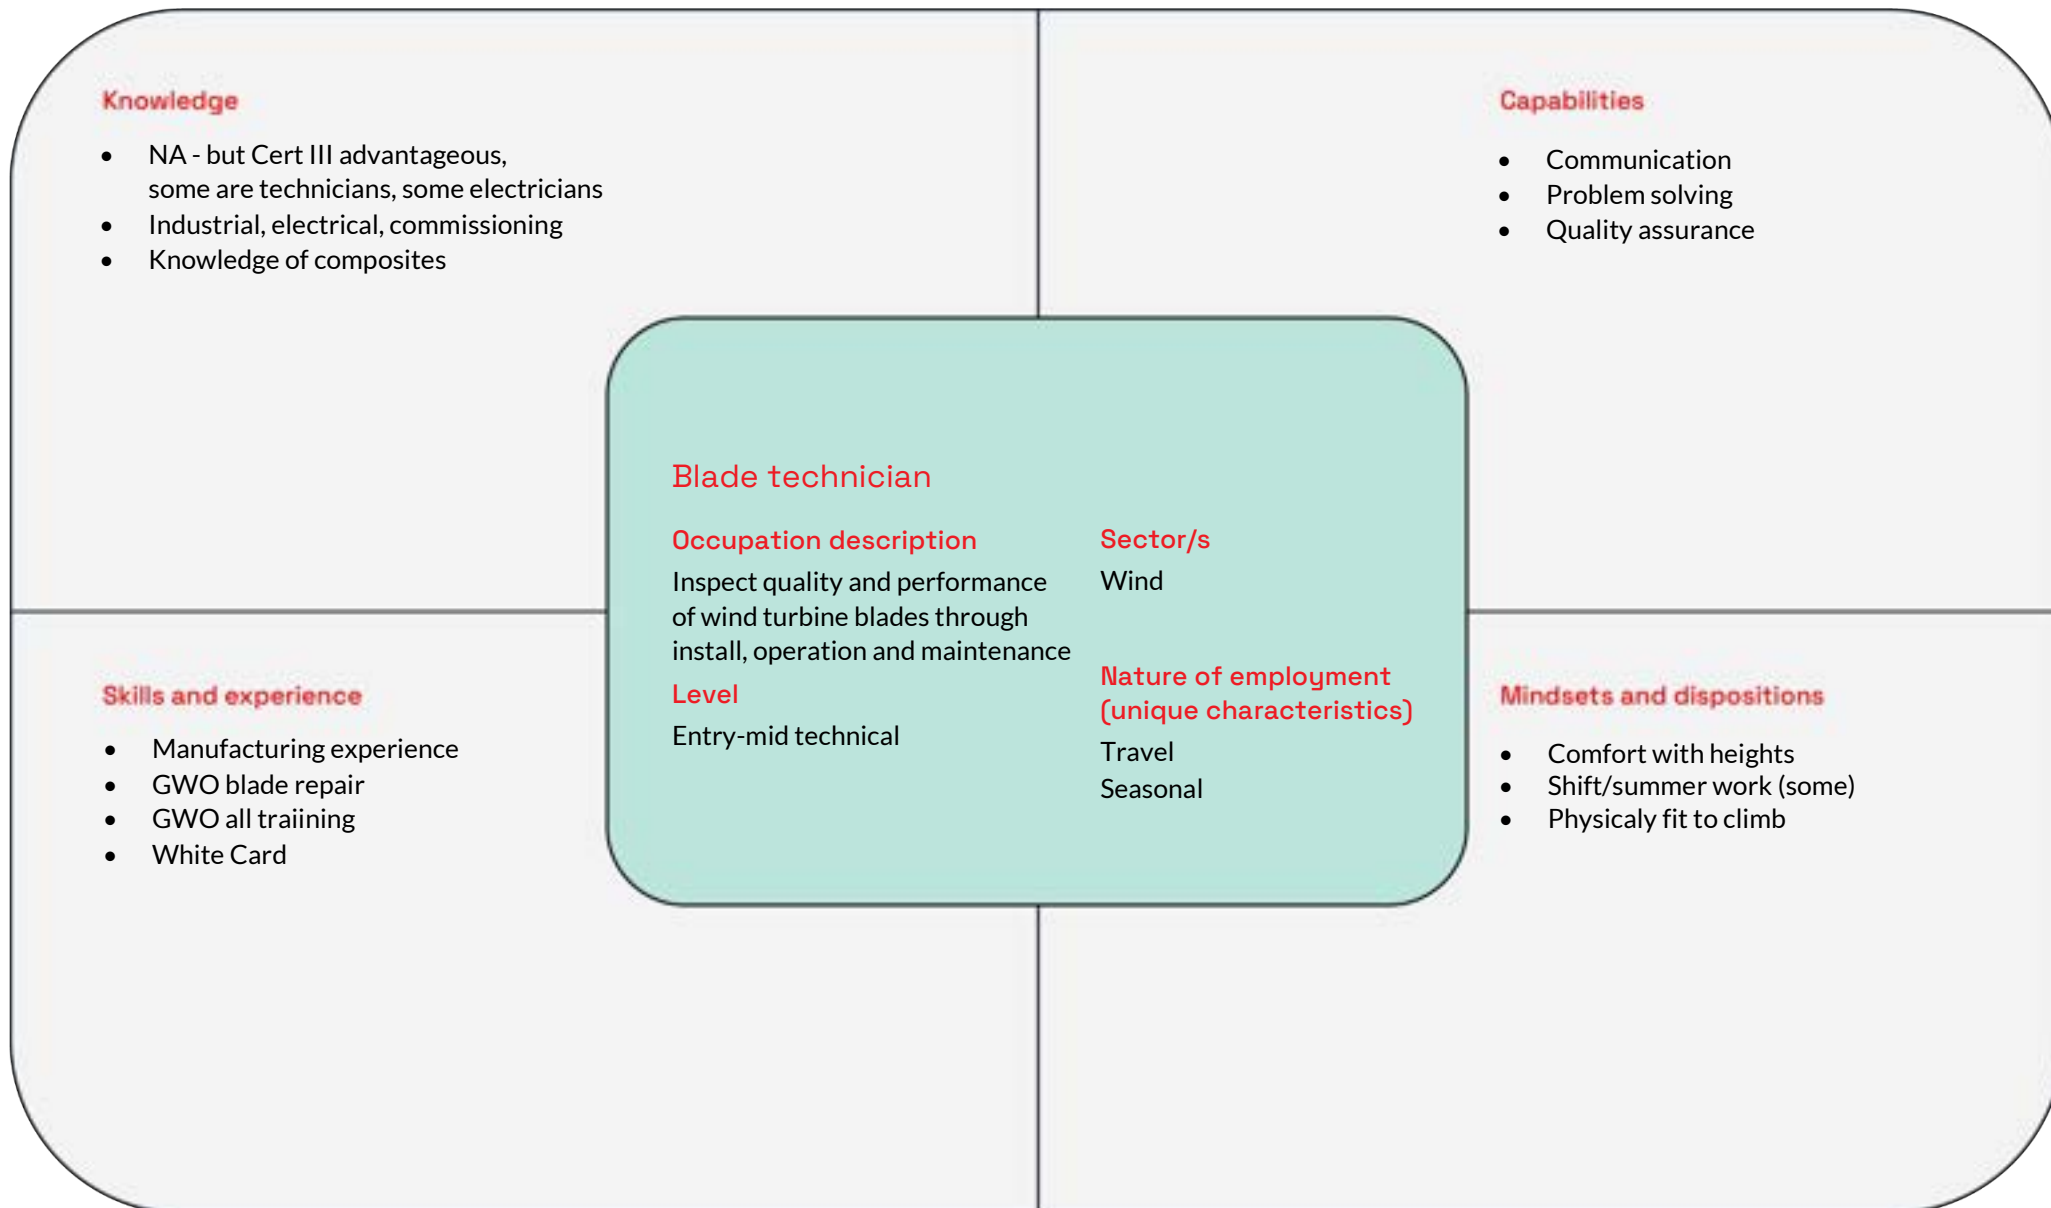 Knowledge
• NA - but Cert III advantageous,
some are technicians, some electricians
• Industrial, electrical, commissioning
• Knowledge of composites
Capabilities
• Communication
• Problem solving
• Quality assurance
Blade technician
Occupation description
Inspect quality and performance
of wind turbine blades through
install, operation and maintenance
Level
Entry-mid technical
Sector/s
Wind
Nature of employment
(unique characteristics)
Travel
Seasonal
Skills and experience
• Manufacturing experience
• GWO blade repair
• GWO all traiining
• White Card
Mindsets and dispositions
• Comfort with heights
• Shift/summer work (some)
• Physicaly fit to climb